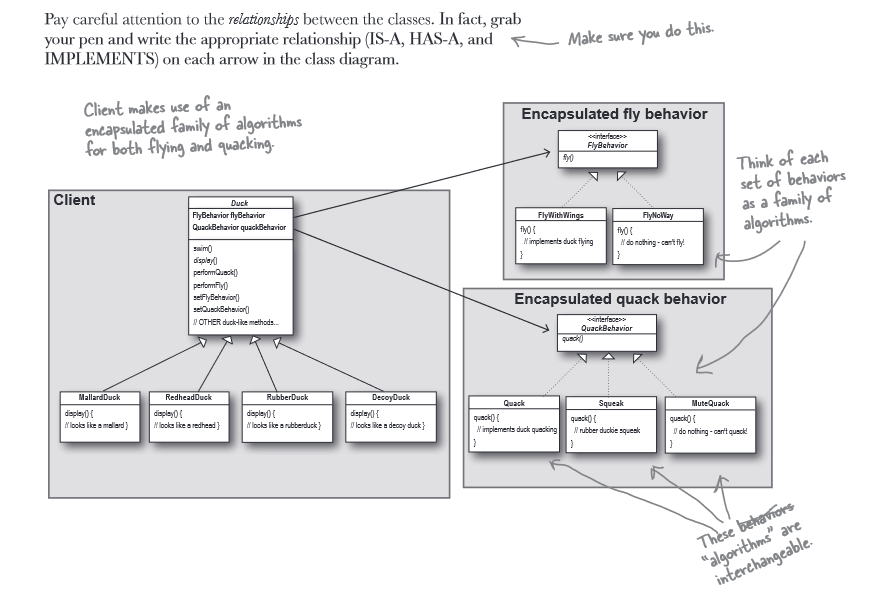 Pay careful attention to the relationships between the classes. In fact, grab
your pen and write the appropriate relationship (IS-A, HAS-A, and
IMPLEMENTS) on each arrow in the class diagram.
Make sure you do this.
Client makes use of an
encapsulated family of algorithms
for both flying and quacking.
Client
Duck
FlyBehavior flyBehavior
QuackBehavior quackBehavior
swim()
display()
performQuack()
performFly()
setFlyBehavior()
setQuackBehavior()
// OTHER duck-like methods...
MallardDuck
display() {
// looks like a mallard }
RedheadDuck
display() {
// looks like a redhead }
RubberDuck
display() {
// looks like a rubberduck }
DecoyDuck
display() {
// looks like a decoy duck }
Encapsulated fly behavior
<<interface>>
FlyBehavior
fly()
FlyWithWings
fly() {
// implements duck flying
}
FlyNoWay
fly() {
// do nothing - can't fly!
}
Think of each
set of behaviors
as a family of
algorithms.
Encapsulated quack behavior
<<interface>>
QuackBehavior
quack()
Quack
quack() {
// implements duck quacking
}
Squeak
quack() {
// rubber duckie squeak
}
MuteQuack
quack() {
// do nothing - can't quack!
}
These behaviors
“algorithms” are
interchangeable.